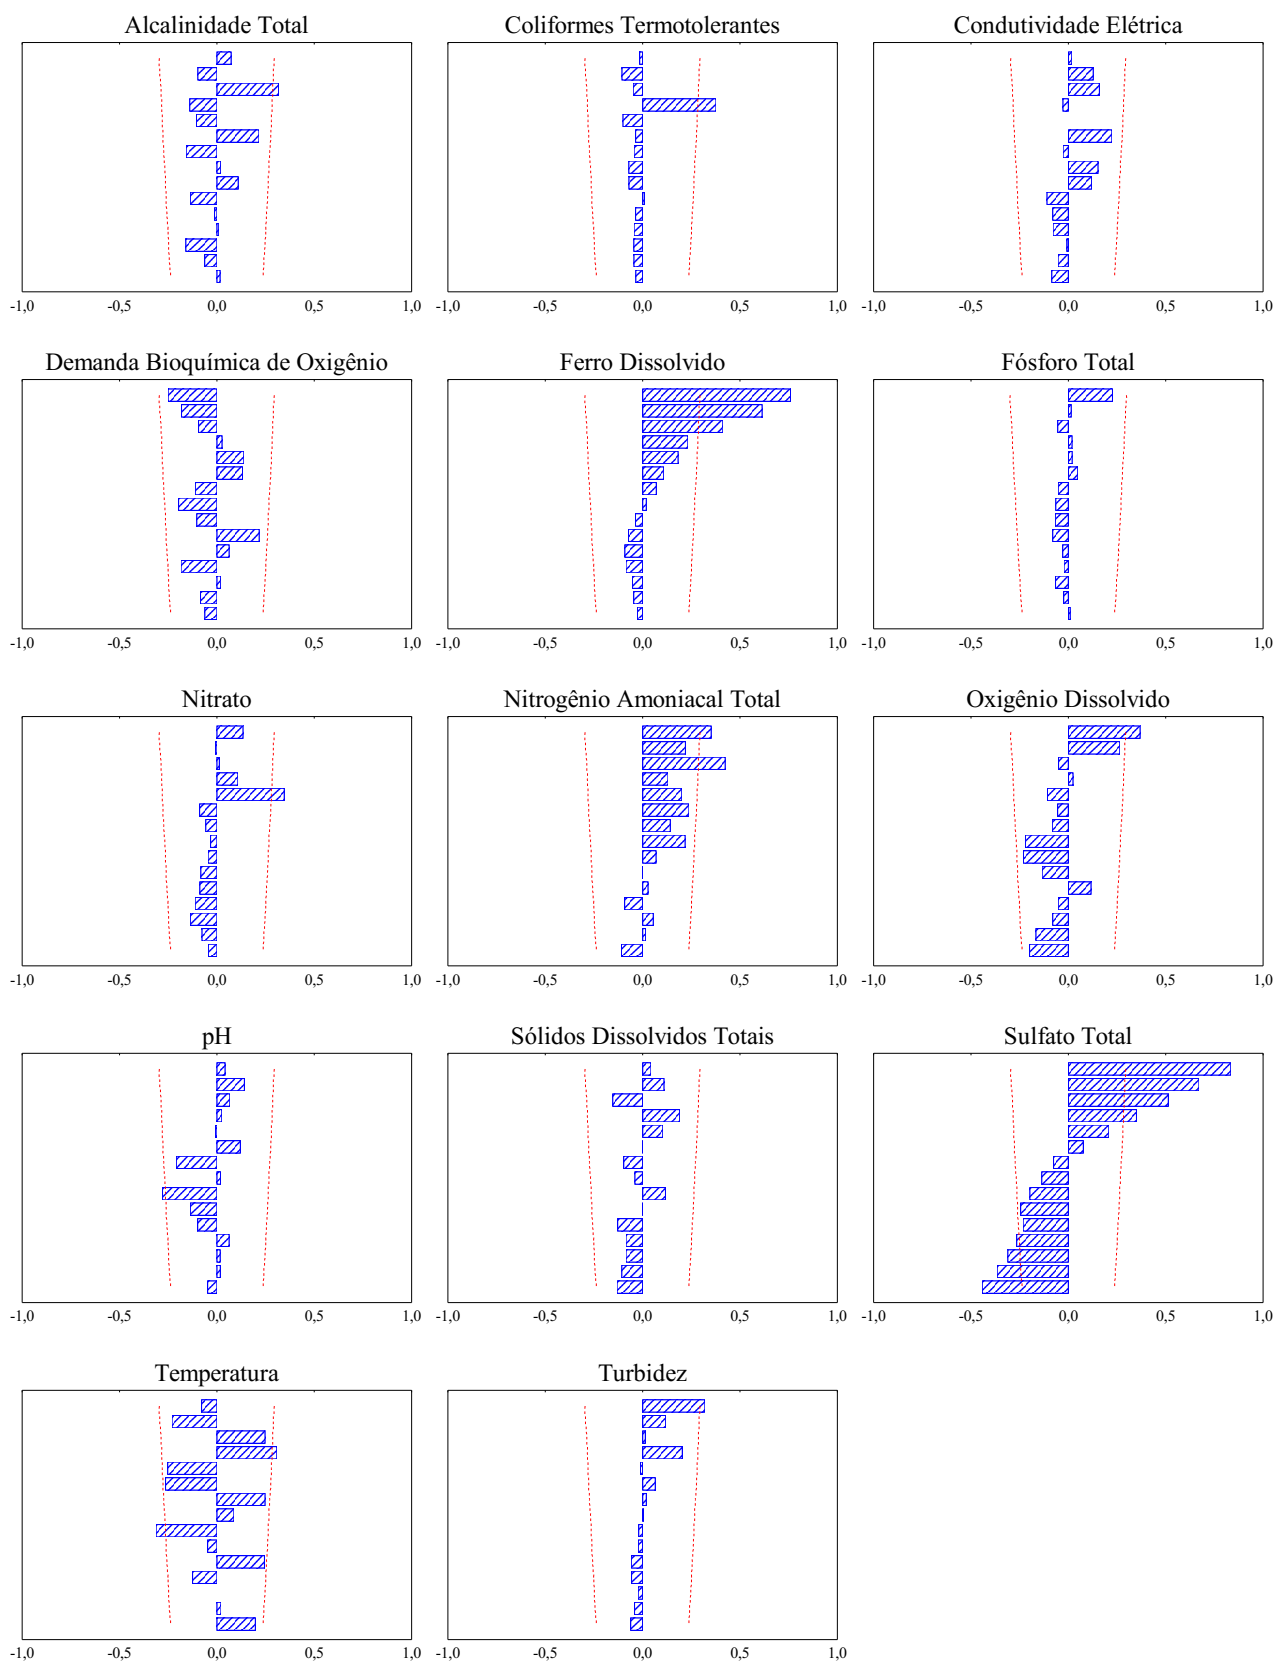 Alcalinidade Total Coliformes Termotolerantes Condutividade Elétrica
-1,0 -0,5 0,0 0,5 1,0 -1,0 -0,5 0,0 0,5 1,0 -1,0 -0,5 0,0 0,5 1,0
Demanda Bioquímica de Oxigênio Ferro Dissolvido Fósforo Total
-1,0 -0,5 0,0 0,5 1,0 -1,0 -0,5 0,0 0,5 1,0 -1,0 -0,5 0,0 0,5 1,0
Nitrato Nitrogênio Amoniacal Total Oxigênio Dissolvido
-1,0 -0,5 0,0 0,5 1,0 -1,0 -0,5 0,0 0,5 1,0 -1,0 -0,5 0,0 0,5 1,0
pH Sólidos Dissolvidos Totais Sulfato Total
-1,0 -0,5 0,0 0,5 1,0 -1,0 -0,5 0,0 0,5 1,0 -1,0 -0,5 0,0 0,5 1,0
Temperatura Turbidez
-1,0 -0,5 0,0 0,5 1,0 -1,0 -0,5 0,0 0,5 1,0